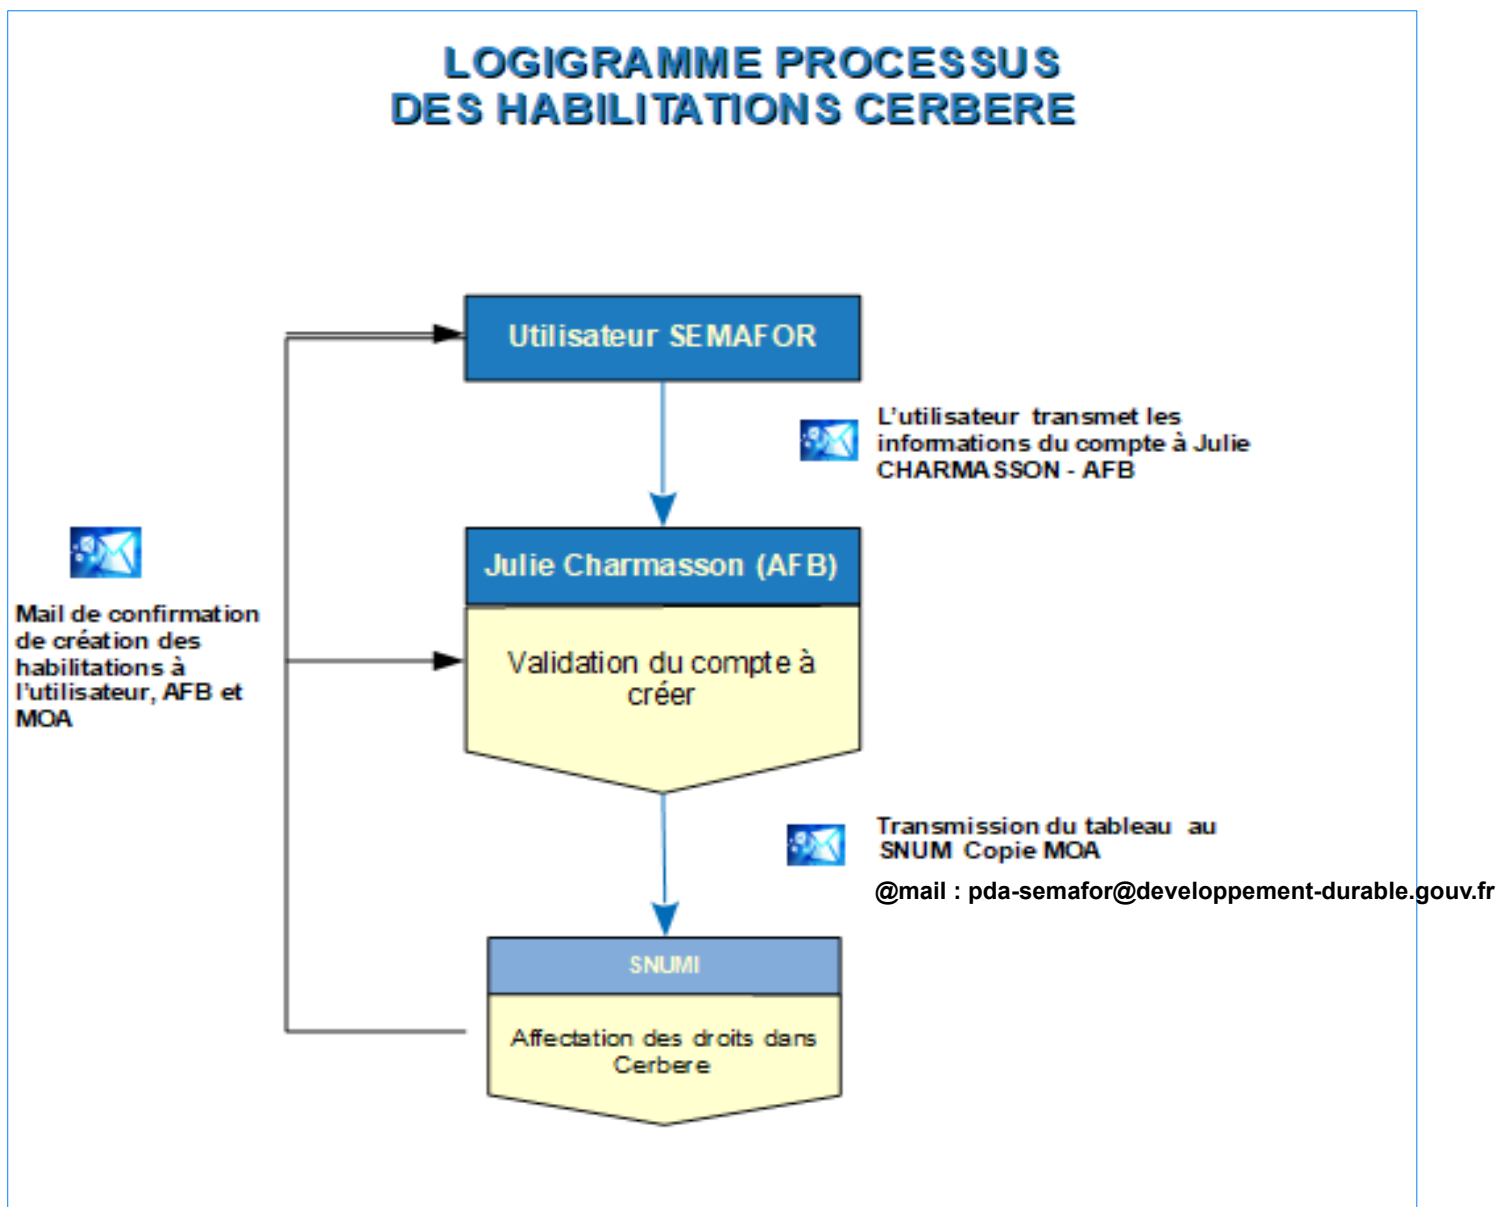 LOGIGRAMME PROCESSUS
DES HABILITATIONS CERBERE
Utilisateur SEMAFOR
L'utilisateur transmet les
informations du compte à Julie
CHARMASSON - AFB
Julie Charmasson (AFB)
Validation du compte à
créer
Mail de confirmation
de création des
habilitations à
l'utilisateur, AFB et
MOA
Transmission du tableau au
SNUM Copie MOA
@mail : pda-semafor@developpement-durable.gouv.fr
SNUMI
Affectation des droits dans
Cerbere